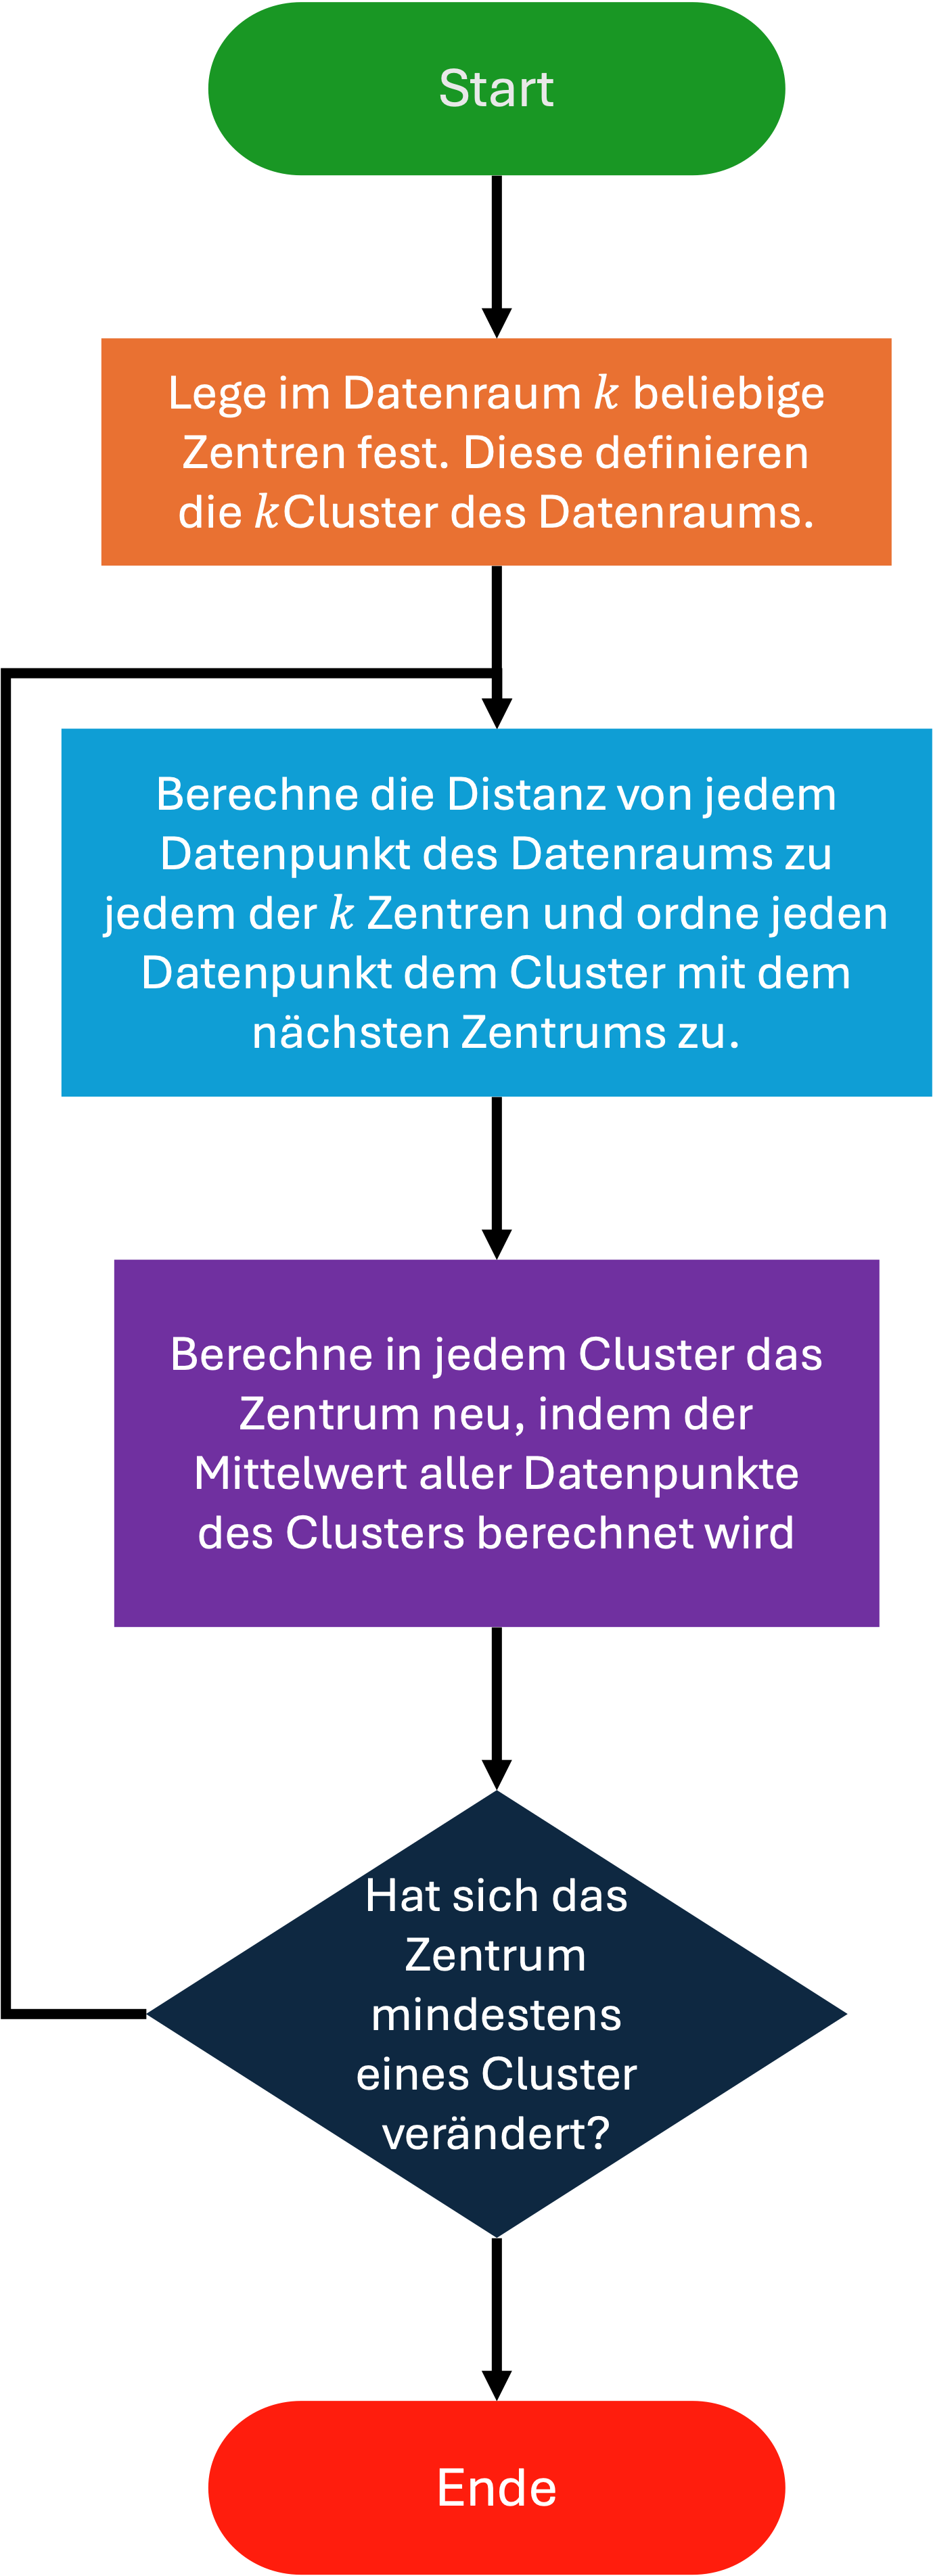 Start
Lege im Datenraum k beliebige
Zentren fest. Diese definieren
die kCluster des Datenraums.
Berechne die Distanz von jedem
Datenpunkt des Datenraums zu
jedem der k Zentren und ordne jeden
Datenpunkt dem Cluster mit dem
nächsten Zentrums zu.
Berechne in jedem Cluster das
Zentrum neu, indem der
Mittelwert aller Datenpunkte
des Clusters berechnet wird
Hat sich das
Zentrum
mindestens
eines Cluster
verändert?
Ende